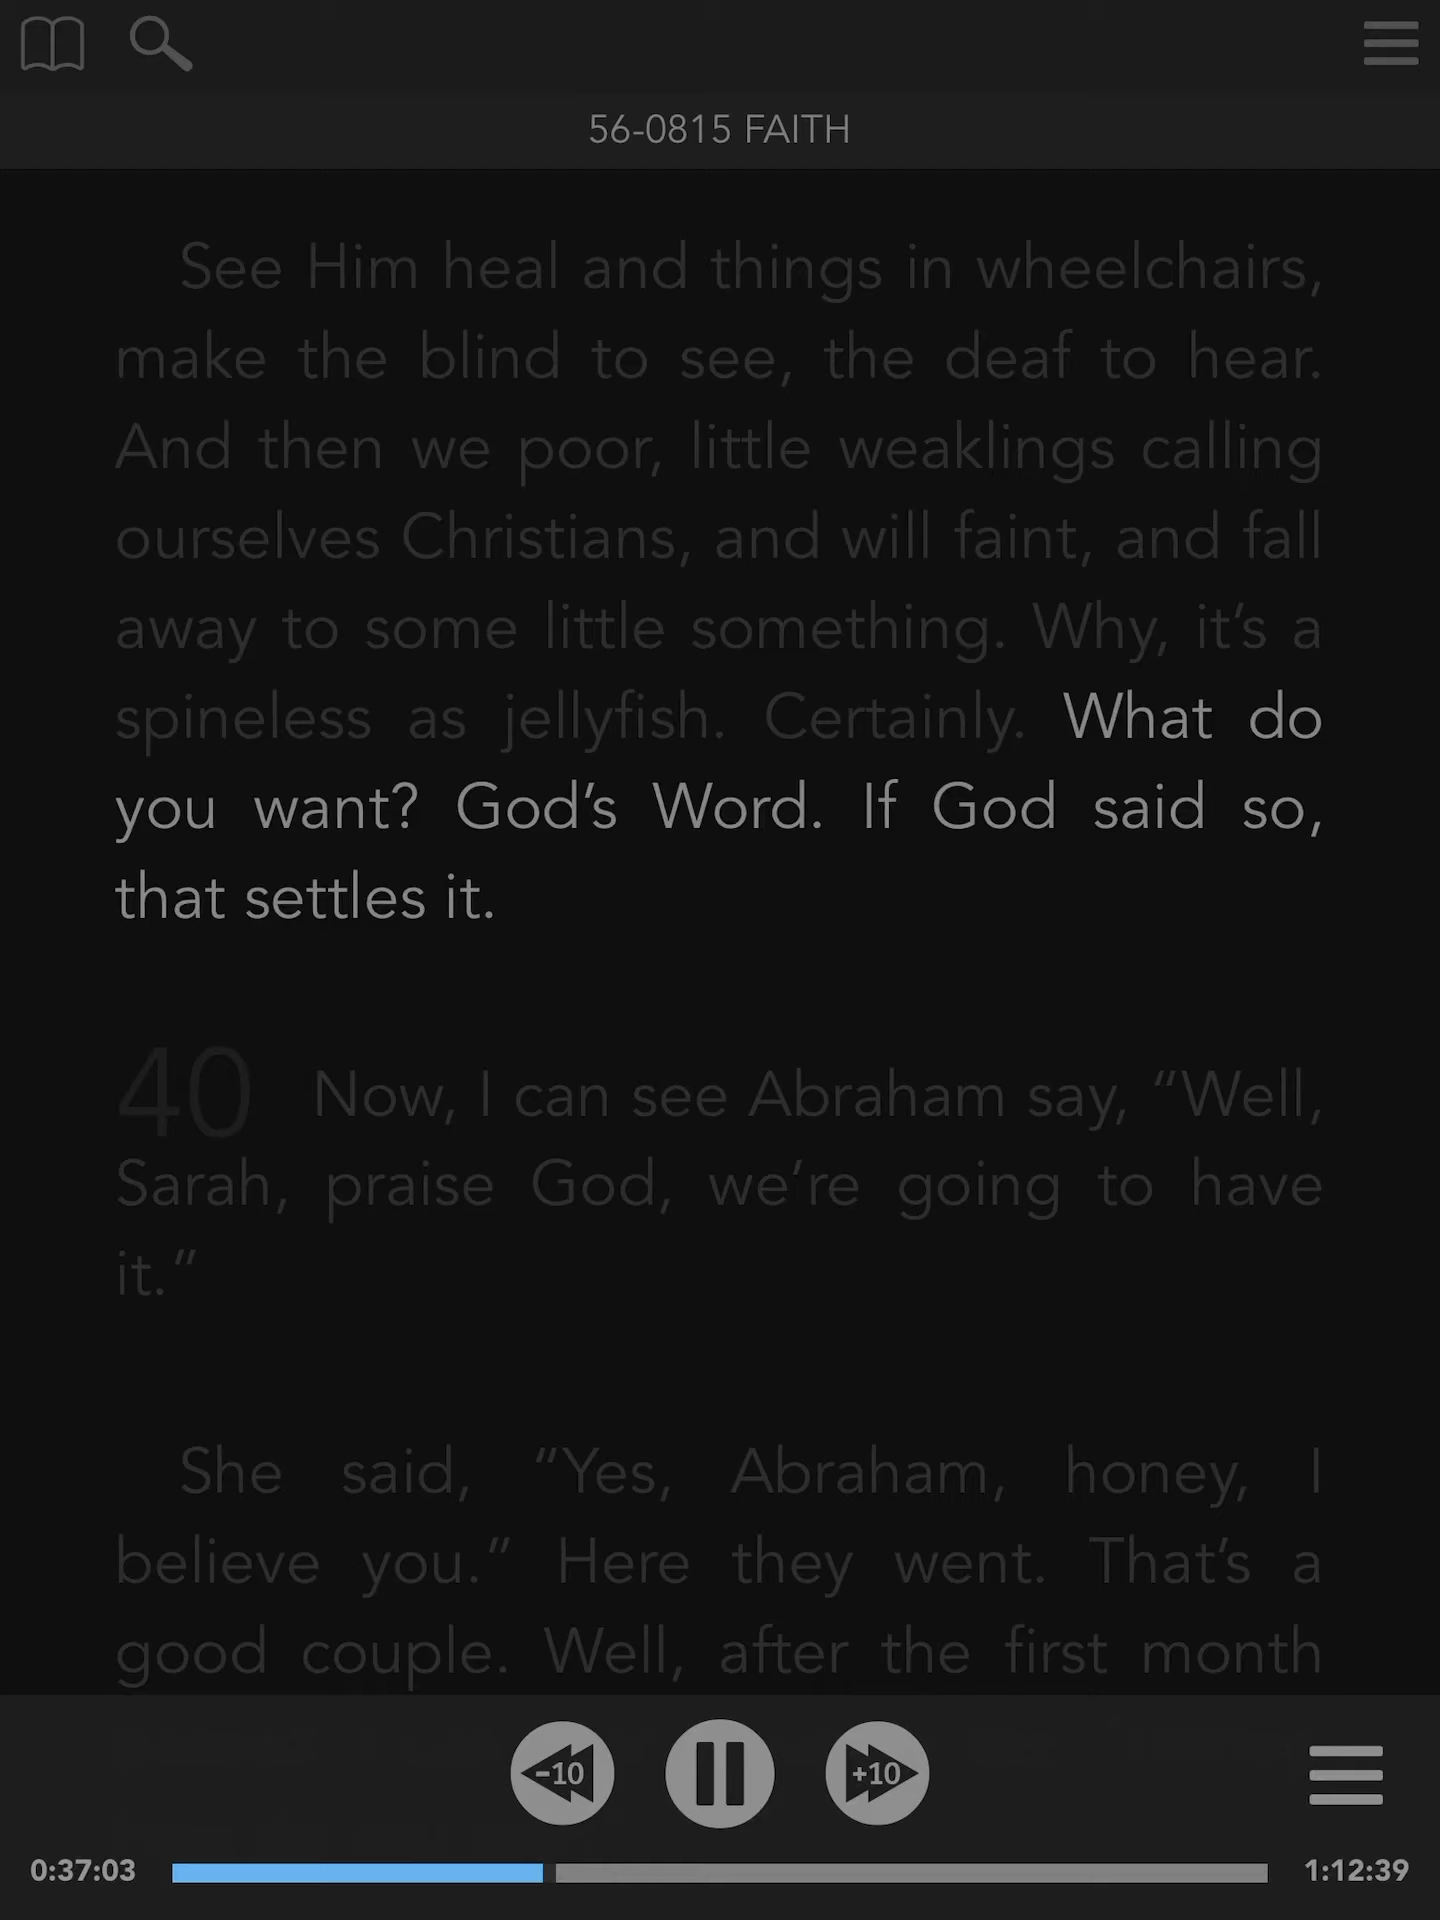 56-0815 FAITH
See Him heal and things in wheelchairs,
make the blind to see, the deaf to hear.
And then we poor, little weaklings calling
ourselves Christians, and will faint, and fall
away to some little something. Why, it’s a
spineless as jellyfish. Certainly. What do
you want? God’s Word. If God said so,
that settles it.
40 Now, I can see Abraham say, “Well,
Sarah, praise God, we’re going to have
it.”
She said, “Yes, Abraham, honey, I
believe you.” Here they went. That’s a
good couple. Well, after the first month
-10 +10
0:37:03 1:12:39